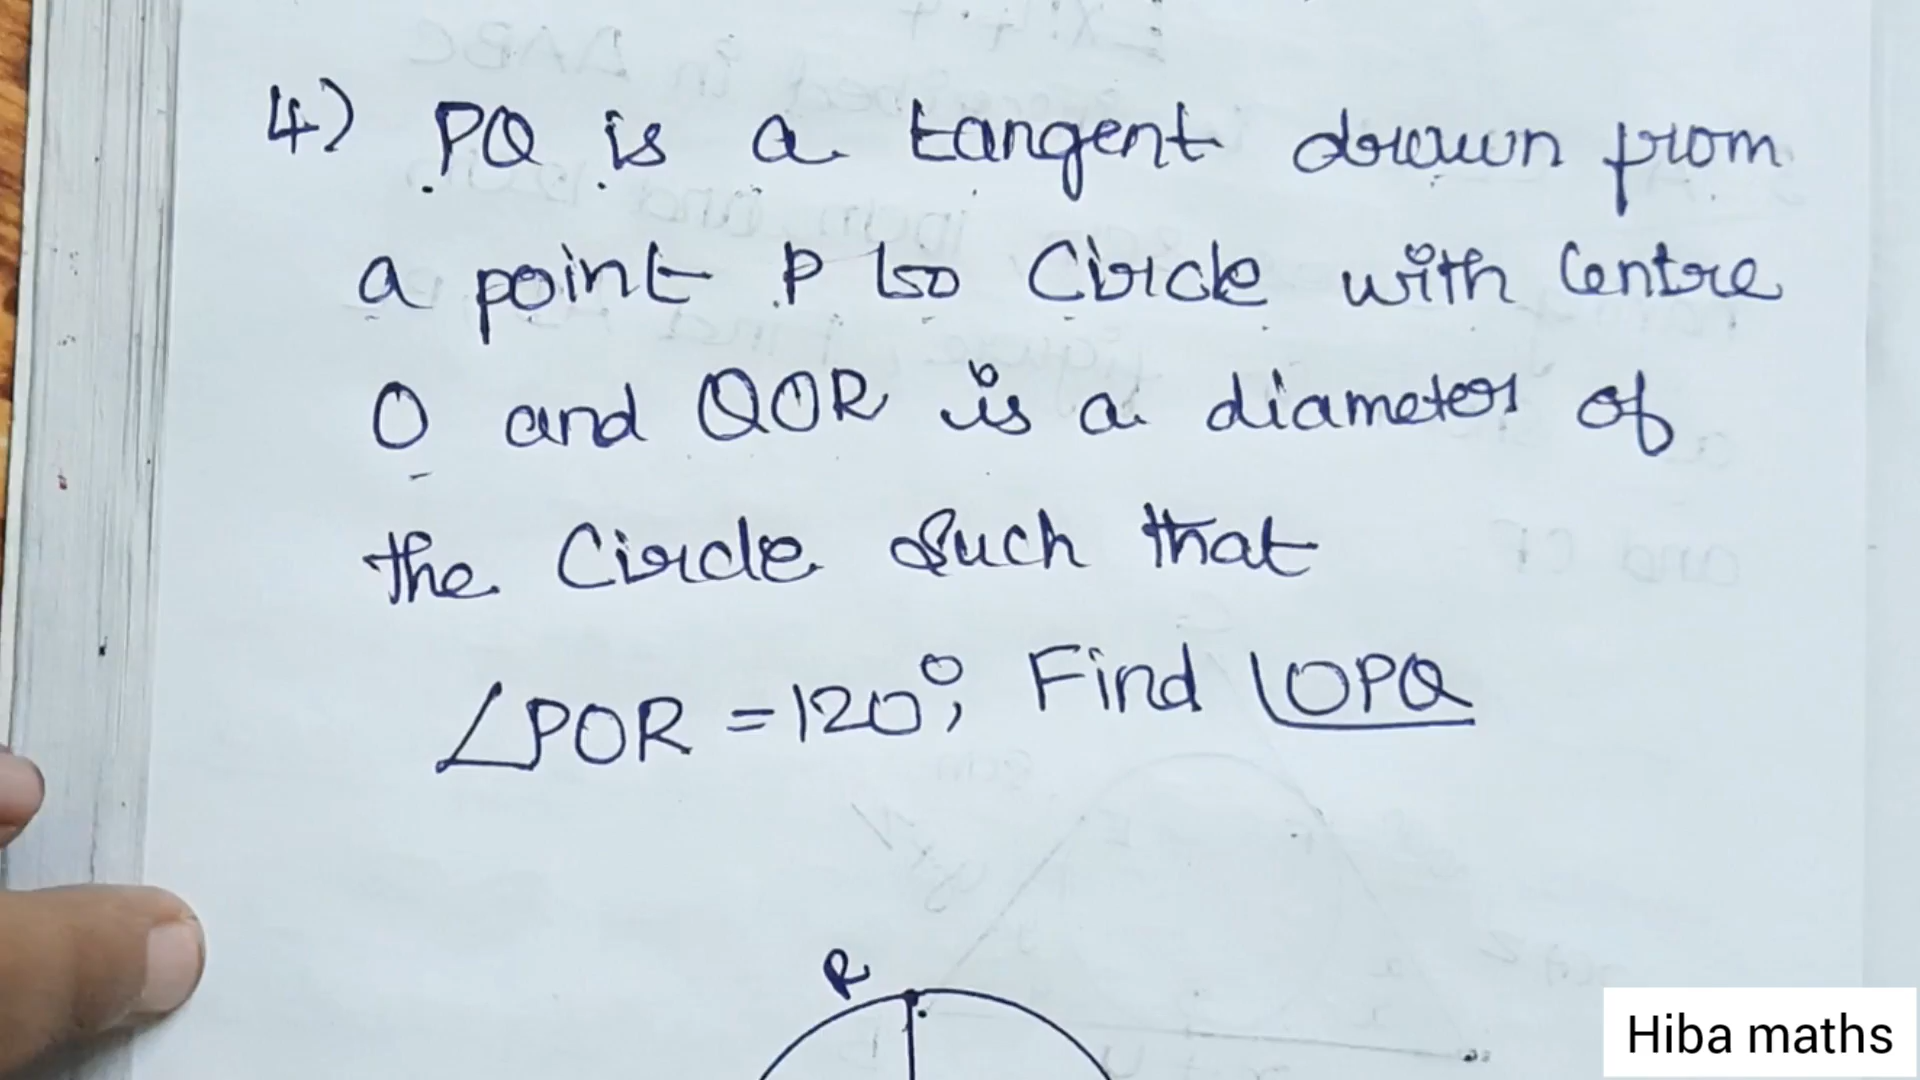 4) PQ is a tangent drawn from
a point P to Circle with Centre
O and QOR is a diameter of
the Circle such that
∠POR = 120°, Find ∠OPQ
R
Hiba maths